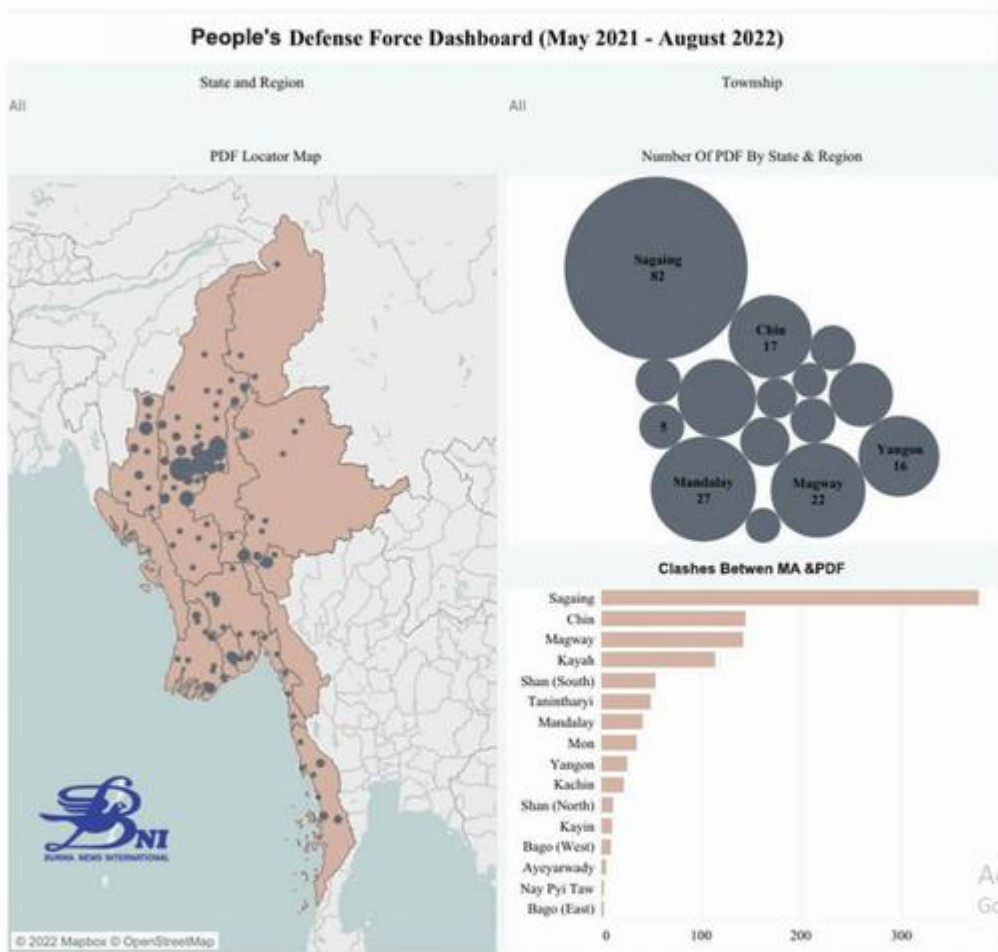 People's Defense Force Dashboard (May 2021 - August 2022)
State and Region
All
Township
All
PDF Locator Map
Number Of PDF By State & Region
Sagaing
82
Chin
17
5
Yangon
16
Mandalay
27
Magway
22
BNI
BURMA NEWS INTERNATIONAL
© 2022 Mapbox © OpenStreetMap
Clashes Betwen MA &PDF
Sagaing
Chin
Magway
Kayah
Shan (South)
Tanintharyi
Mandalay
Mon
Yangon
Kachin
Shan (North)
Kayin
Bago (West)
Ayeyarwady
Nay Pyi Taw
Bago (East)
0 100 200 300